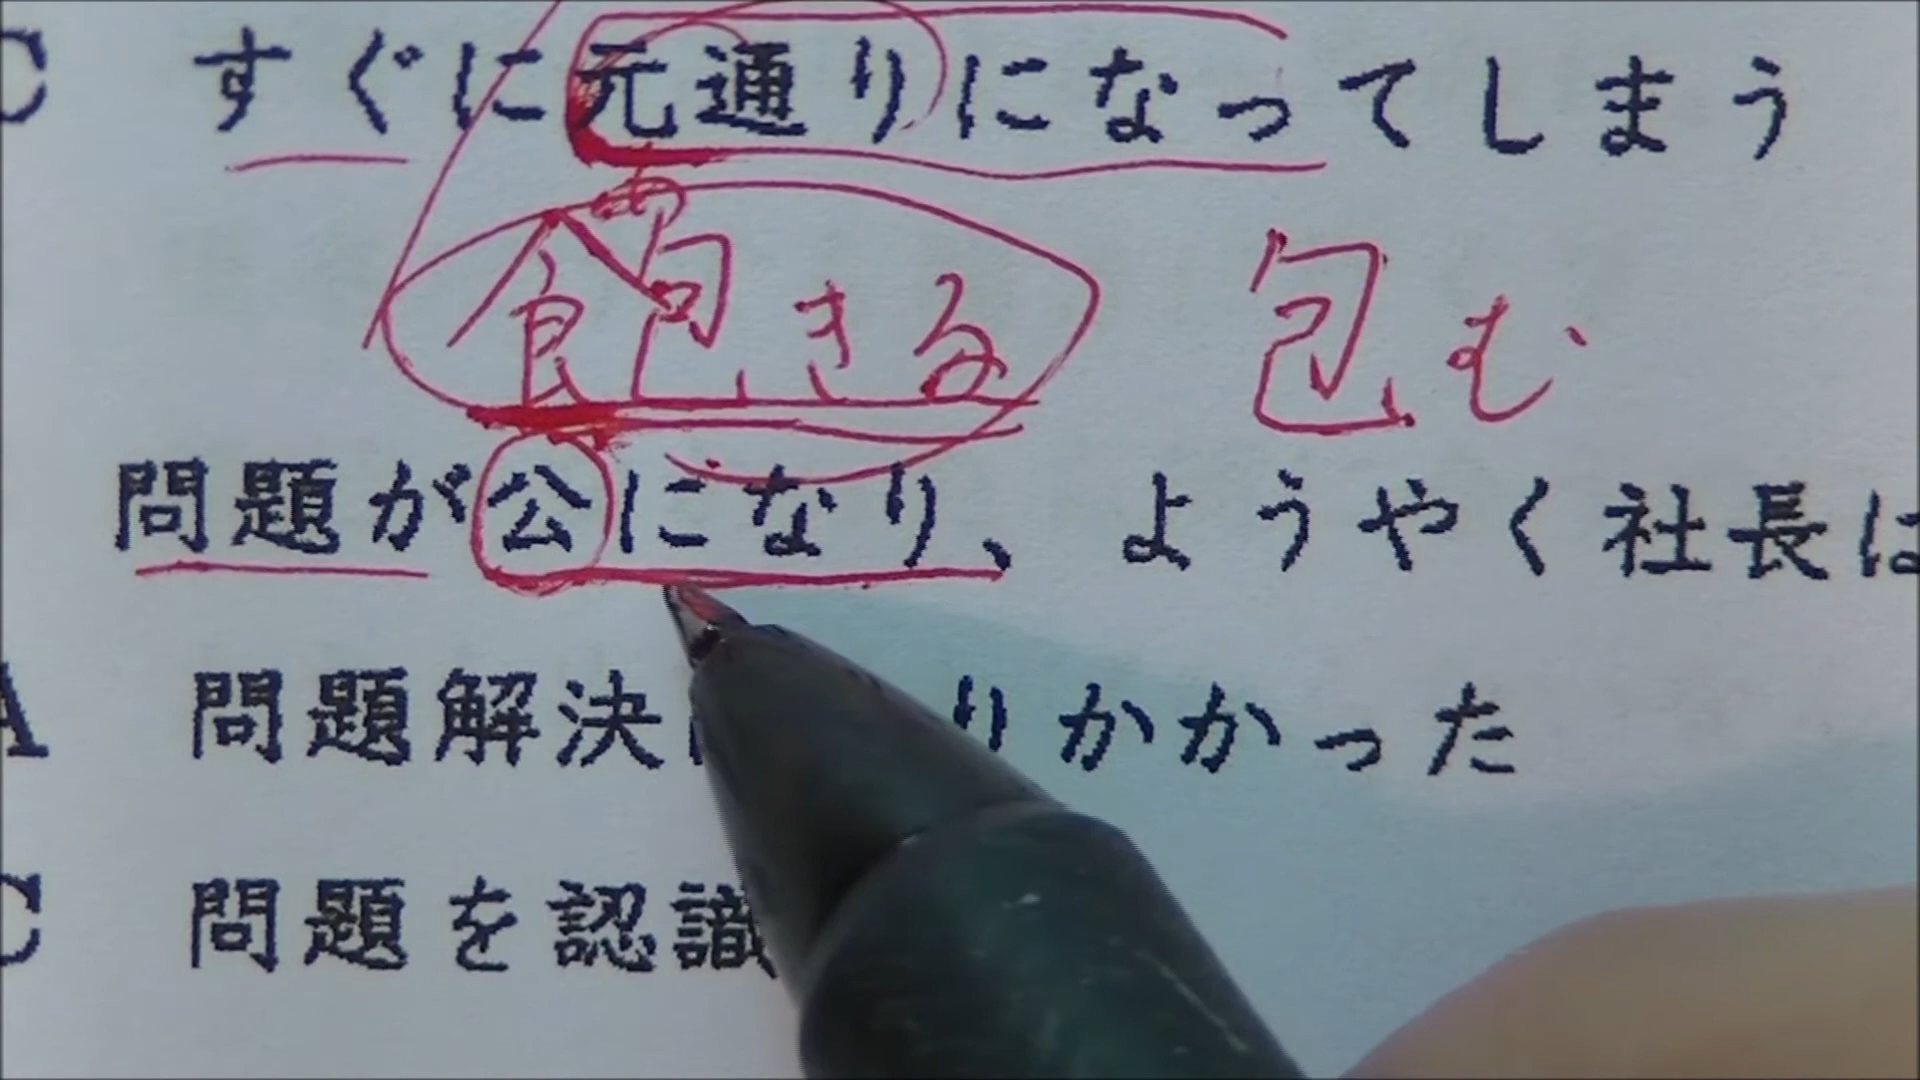 C すぐに元通りになってしまう
飽きる 包む
問題が公になり、ようやく社長は
A 問題解決 りかかった
C 問題を認識